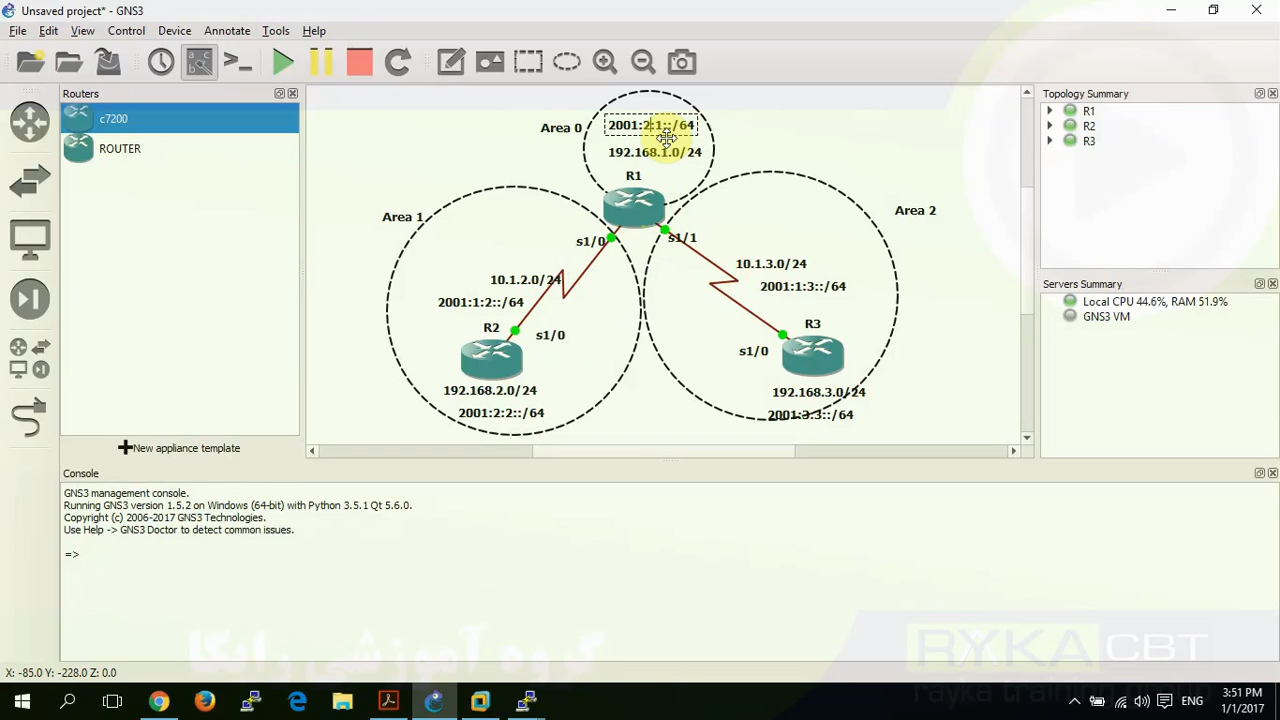 Unsaved project* - GNS3
File Edit View Control Device Annotate Tools Help
Routers
c7200
ROUTER
New appliance template
Area 0
2001:2:1::/64
192.168.1.0/24
R1
Area 1
Area 2
s1/0
s1/1
10.1.2.0/24
2001:1:2::/64
10.1.3.0/24
2001:1:3::/64
R2
s1/0
R3
s1/0
192.168.2.0/24
2001:2:2::/64
192.168.3.0/24
2001:3:3::/64
Topology Summary
R1
R2
R3
Servers Summary
Local CPU 44.6%, RAM 51.9%
GNS3 VM
Console
GNS3 management console.
Running GNS3 version 1.5.2 on Windows (64-bit) with Python 3.5.1 Qt 5.6.0.
Copyright (c) 2006-2017 GNS3 Technologies.
Use Help -> GNS3 Doctor to detect common issues.
=>
گروه آموزشی رایکا
RAYKA CBT
rayka training
X: -85.0 Y: -228.0 Z: 0.0
ENG
3:51 PM
1/1/2017